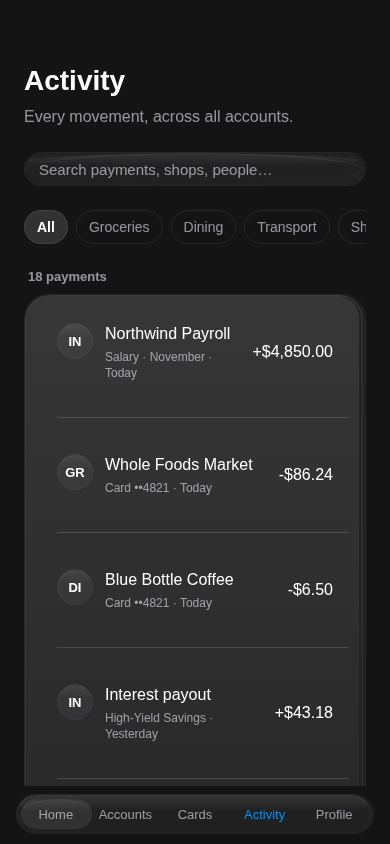 Activity
Every movement, across all accounts.
Search payments, shops, people…
All
Groceries
Dining
Transport
Sh
18 payments
IN
Northwind Payroll
Salary · November ·
Today
+$4,850.00
GR
Whole Foods Market
Card ••4821 · Today
-$86.24
DI
Blue Bottle Coffee
Card ••4821 · Today
-$6.50
IN
Interest payout
High-Yield Savings ·
Yesterday
+$43.18
Home
Accounts
Cards
Activity
Profile